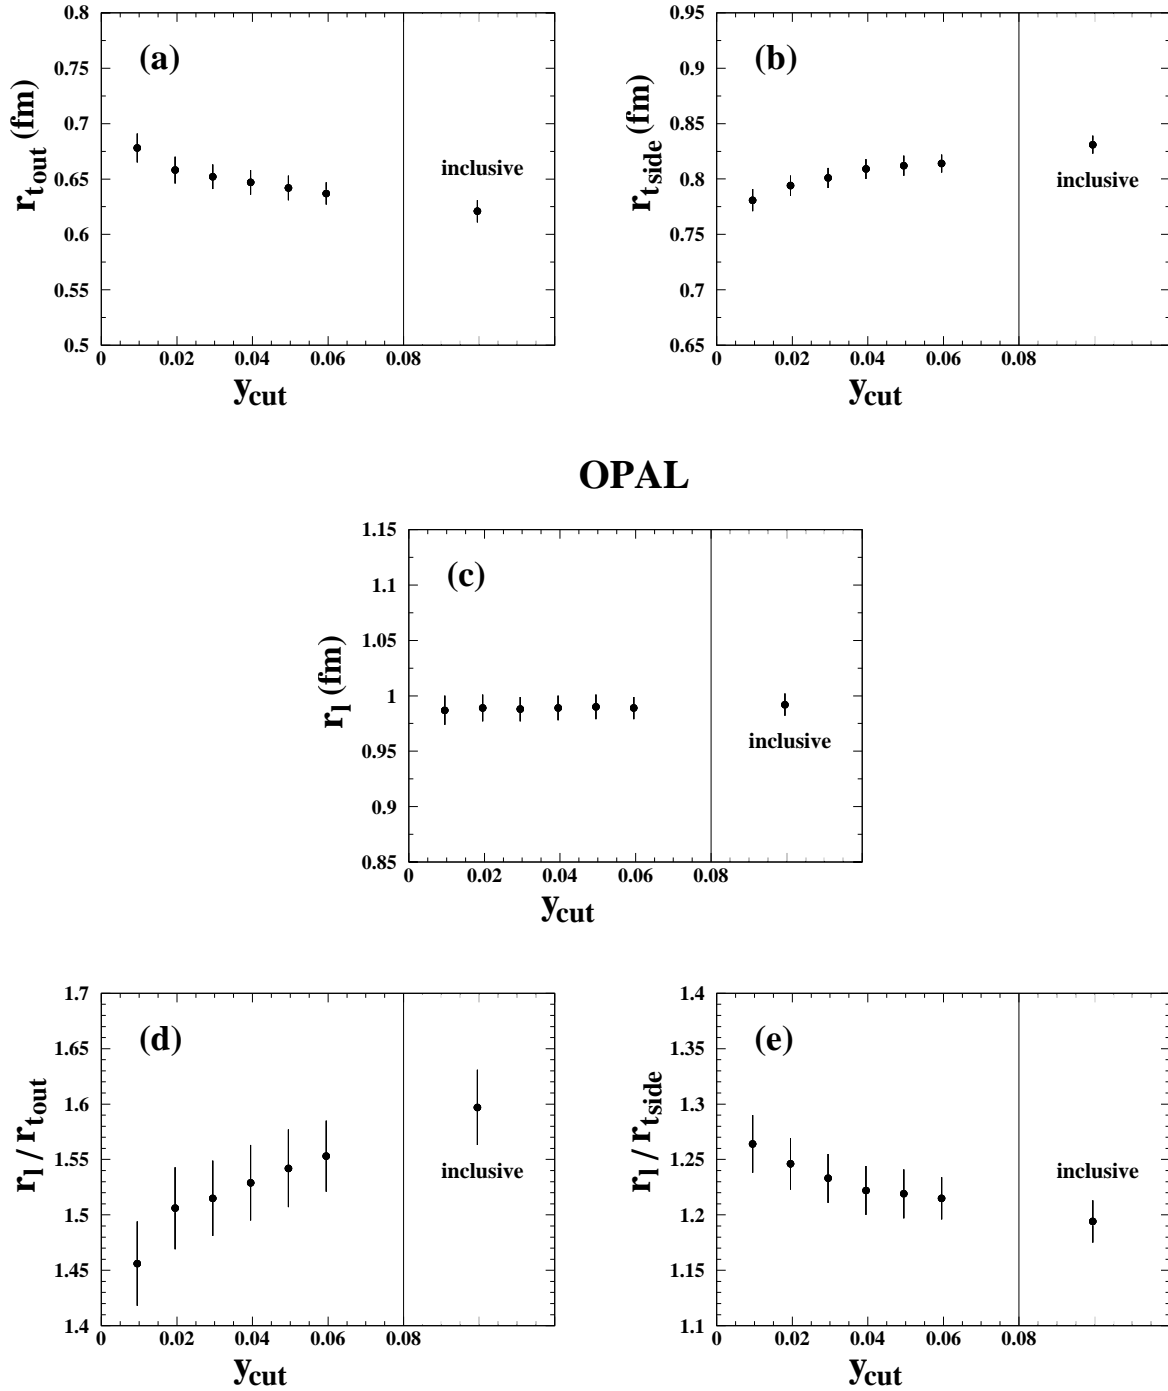 (a)
r_tout (fm)
0.8
0.75
0.7
0.65
0.6
0.55
0.5
inclusive
0 0.02 0.04 0.06 0.08
y_cut
(b)
r_tside (fm)
0.95
0.9
0.85
0.8
0.75
0.7
0.65
inclusive
0 0.02 0.04 0.06 0.08
y_cut
OPAL
(c)
r_l (fm)
1.15
1.1
1.05
1
0.95
0.9
0.85
inclusive
0 0.02 0.04 0.06 0.08
y_cut
(d)
r_l / r_tout
1.7
1.65
1.6
1.55
1.5
1.45
1.4
inclusive
0 0.02 0.04 0.06 0.08
y_cut
(e)
r_l / r_tside
1.4
1.35
1.3
1.25
1.2
1.15
1.1
inclusive
0 0.02 0.04 0.06 0.08
y_cut